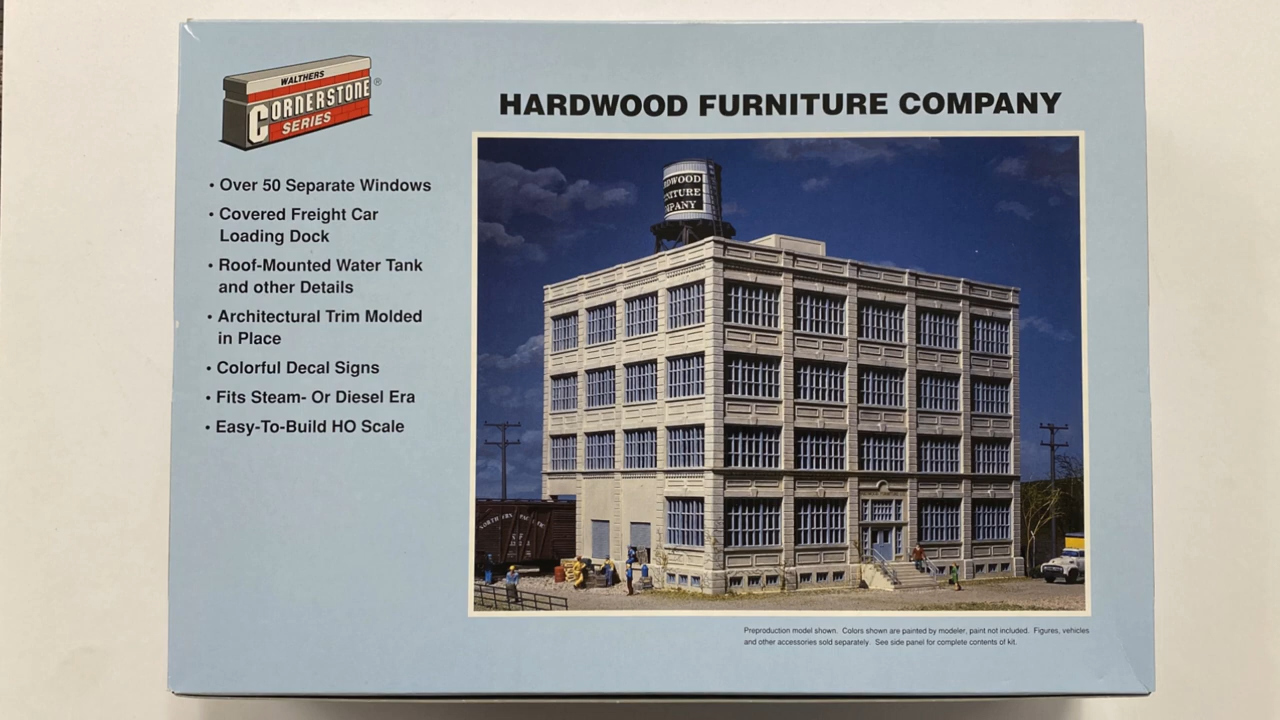 WALTHERS
CORNERSTONE®
SERIES
HARDWOOD FURNITURE COMPANY
• Over 50 Separate Windows
• Covered Freight Car
Loading Dock
• Roof-Mounted Water Tank
and other Details
• Architectural Trim Molded
in Place
• Colorful Decal Signs
• Fits Steam- Or Diesel Era
• Easy-To-Build HO Scale
RDWOOD
NITURE
MPANY
Preproduction model shown. Colors shown are painted by modeler, paint not included. Figures, vehicles
and other accessories sold separately. See side panel for complete contents of kit.